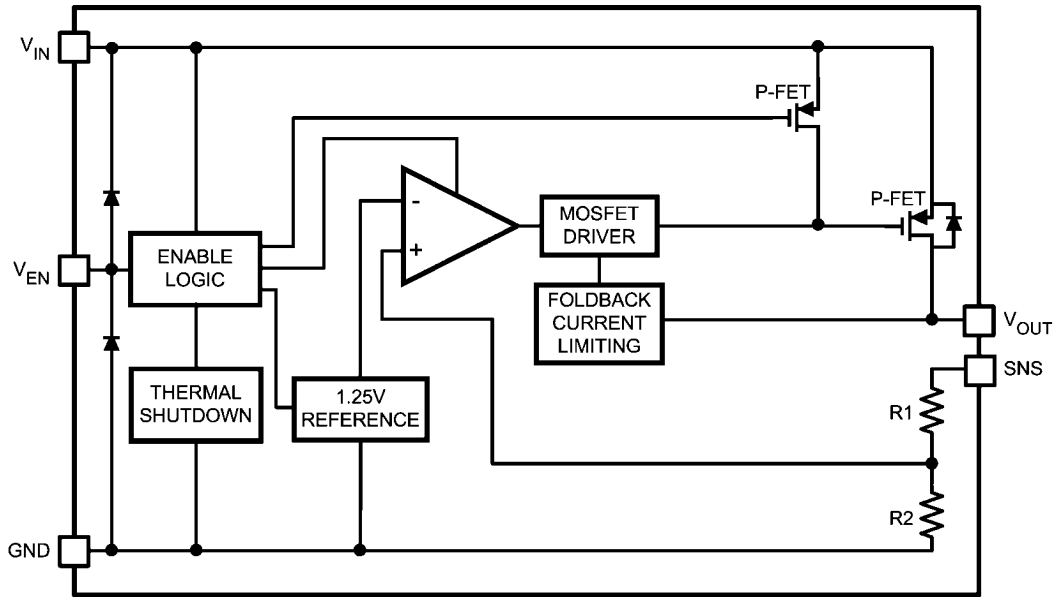 VIN
P-FET
P-FET
-
MOSFET
DRIVER
+
VEN
ENABLE
LOGIC
FOLDBACK
CURRENT
LIMITING
VOUT
SNS
THERMAL
SHUTDOWN
1.25V
REFERENCE
R1
R2
GND